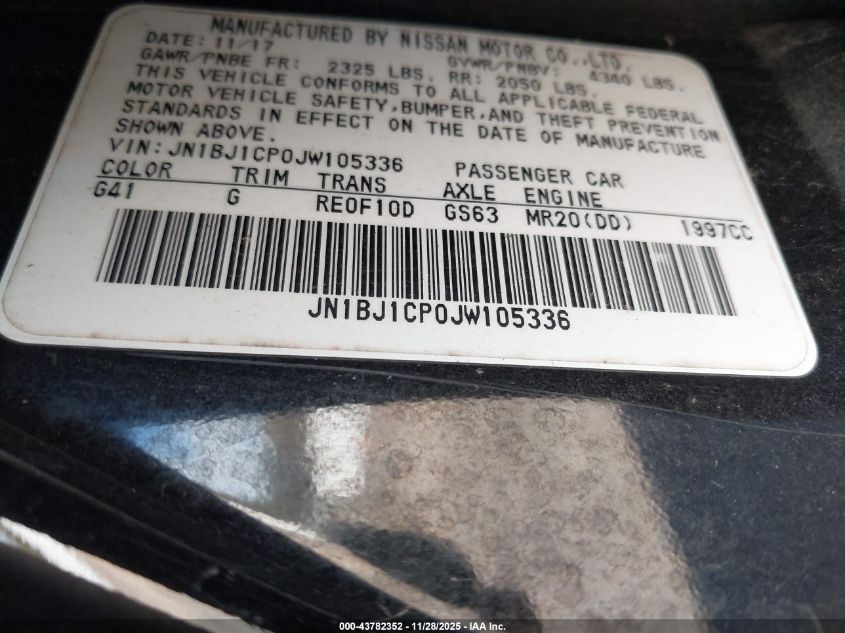 MANUFACTURED BY NISSAN MOTOR CO.,LTD.
DATE: 11/17 GVWR/PNBV: 4340 LBS.
GAWR/PNBE FR: 2325 LBS. RR: 2050 LBS.
THIS VEHICLE CONFORMS TO ALL APPLICABLE FEDERAL
MOTOR VEHICLE SAFETY,BUMPER,AND THEFT PREVENTION
STANDARDS IN EFFECT ON THE DATE OF MANUFACTURE
SHOWN ABOVE.
VIN: JN1BJ1CP0JW105336 PASSENGER CAR
COLOR TRIM TRANS AXLE ENGINE
G41 G RE0F10D GS63 MR20(DD) 1997CC
JN1BJ1CP0JW105336
000-43782352 | 11/28/2025 - IAA Inc.